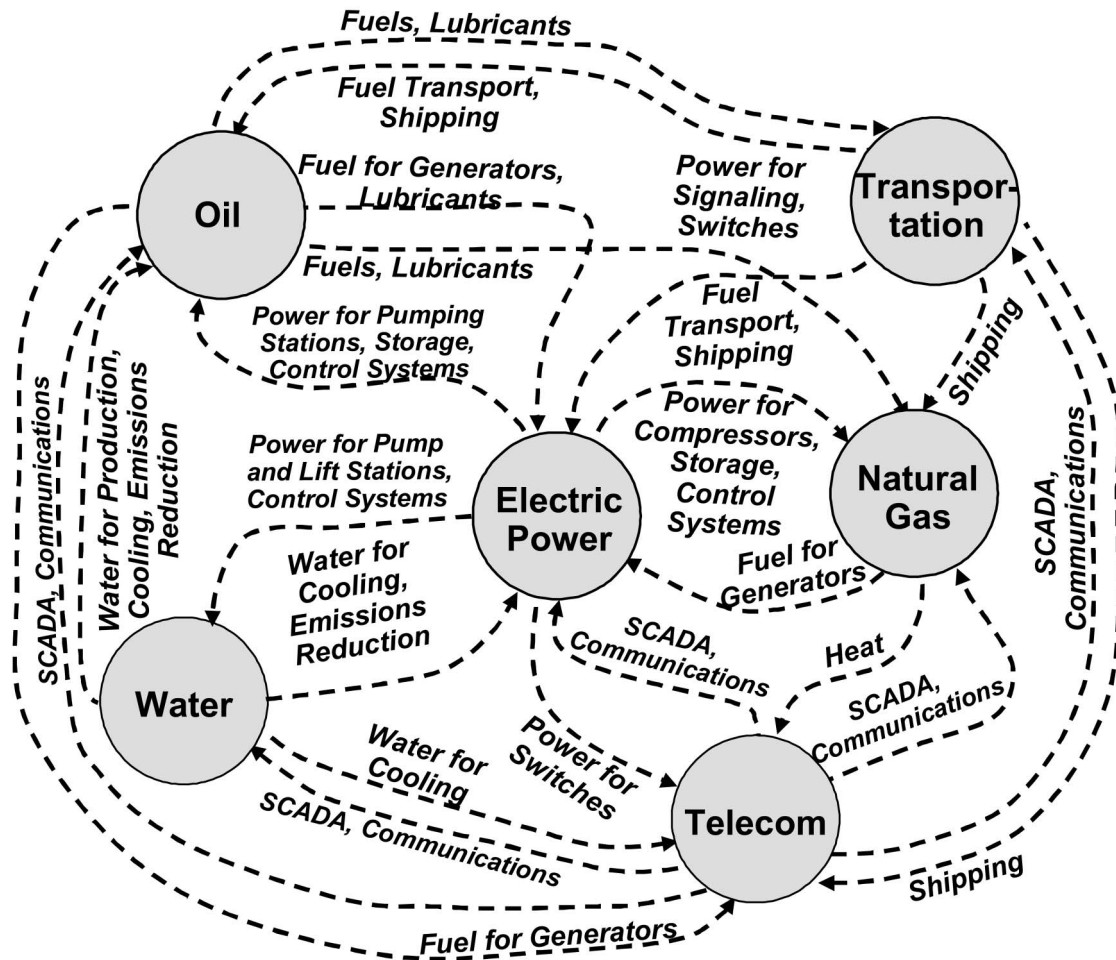 Fuels, Lubricants
Fuel Transport,
Shipping
Oil
Fuel for Generators,
Lubricants
Power for
Signaling,
Switches
Transpor-
tation
Fuels, Lubricants
Fuel
Transport,
Shipping
Shipping
Power for Pumping
Stations, Storage,
Control Systems
Power for
Compressors,
Storage,
Control
Systems
Water for Production,
Cooling, Emissions
Reduction
SCADA, Communications
Power for Pump
and Lift Stations,
Control Systems
Electric
Power
Natural
Gas
SCADA,
Communications
Water for
Cooling,
Emissions
Reduction
Fuel for
Generators
SCADA,
Communications
Heat
SCADA,
Communications
Water
Water for
Cooling
Power for
Switches
SCADA, Communications
Telecom
Shipping
Fuel for Generators